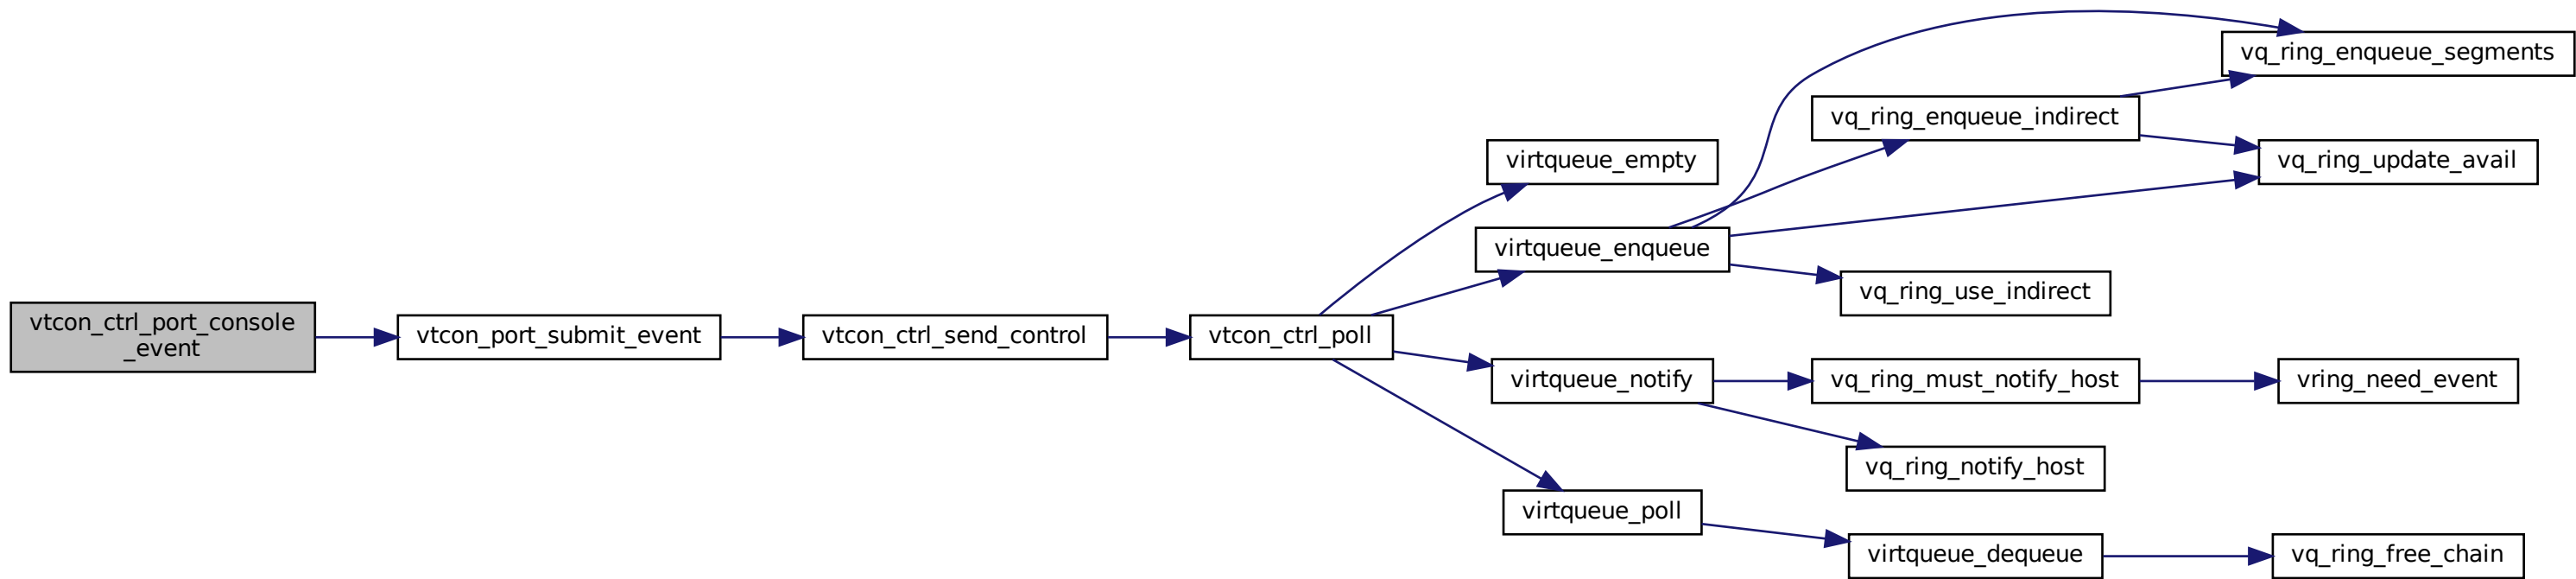 vtcon_ctrl_port_console
_event
vtcon_port_submit_event
vtcon_ctrl_send_control
vtcon_ctrl_poll
virtqueue_empty
virtqueue_enqueue
virtqueue_notify
virtqueue_poll
vq_ring_enqueue_indirect
vq_ring_use_indirect
vq_ring_must_notify_host
vq_ring_notify_host
virtqueue_dequeue
vq_ring_enqueue_segments
vq_ring_update_avail
vring_need_event
vq_ring_free_chain